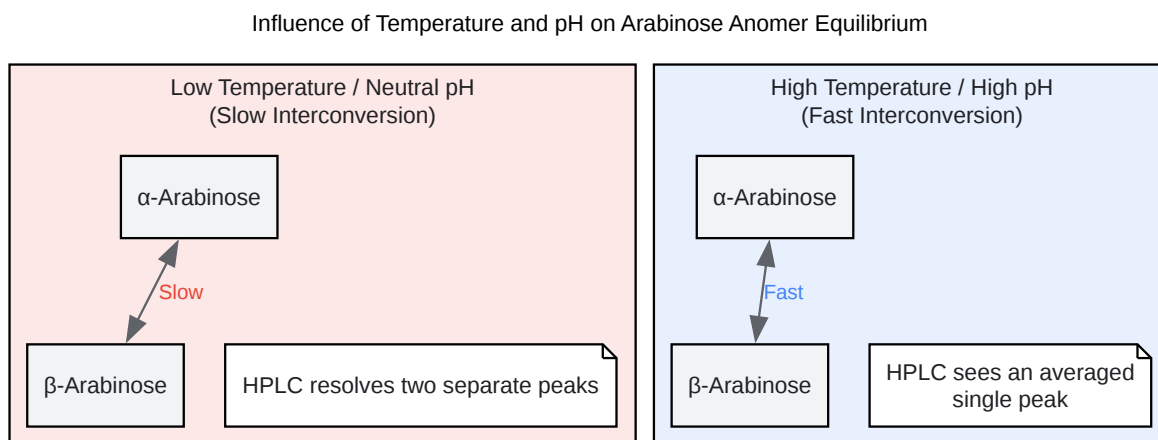 Influence of Temperature and pH on Arabinose Anomer Equilibrium
Low Temperature / Neutral pH
(Slow Interconversion)
α-Arabinose
Slow
β-Arabinose
HPLC resolves two separate peaks
High Temperature / High pH
(Fast Interconversion)
α-Arabinose
Fast
β-Arabinose
HPLC sees an averaged
single peak